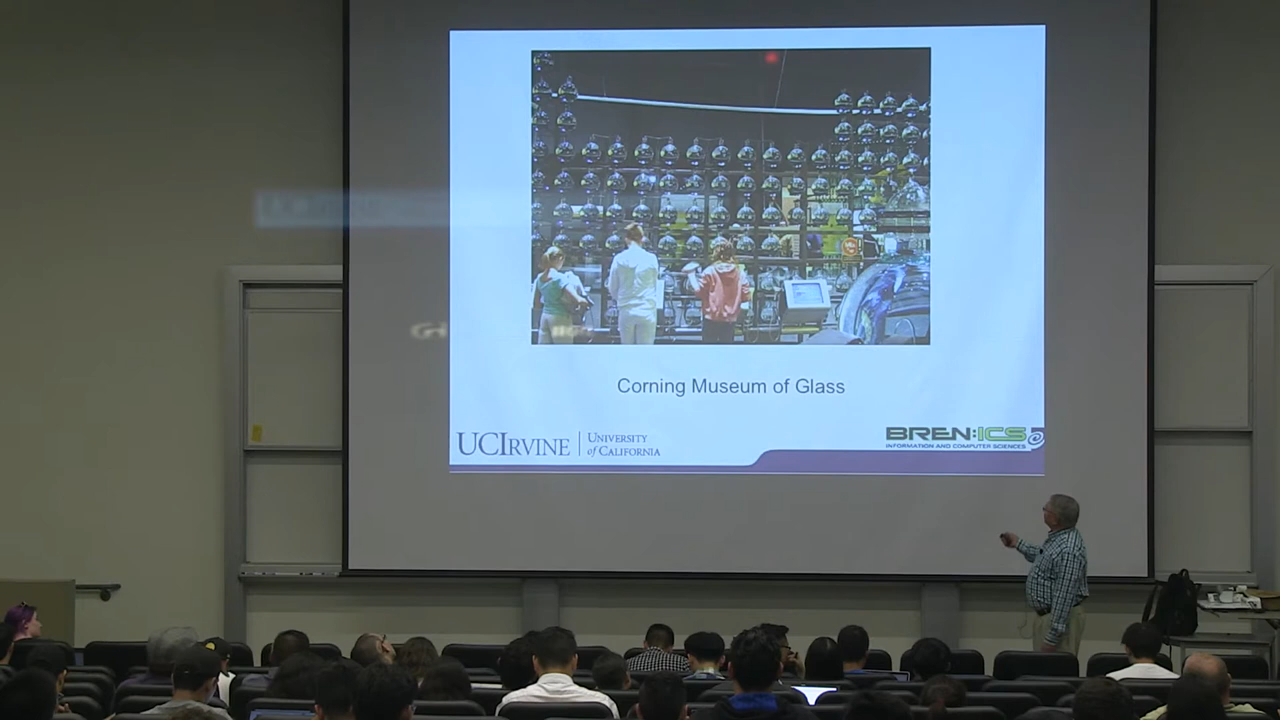 Corning Museum of Glass
UCIRVINE
UNIVERSITY
of CALIFORNIA
BREN:ICS
INFORMATION AND COMPUTER SCIENCES